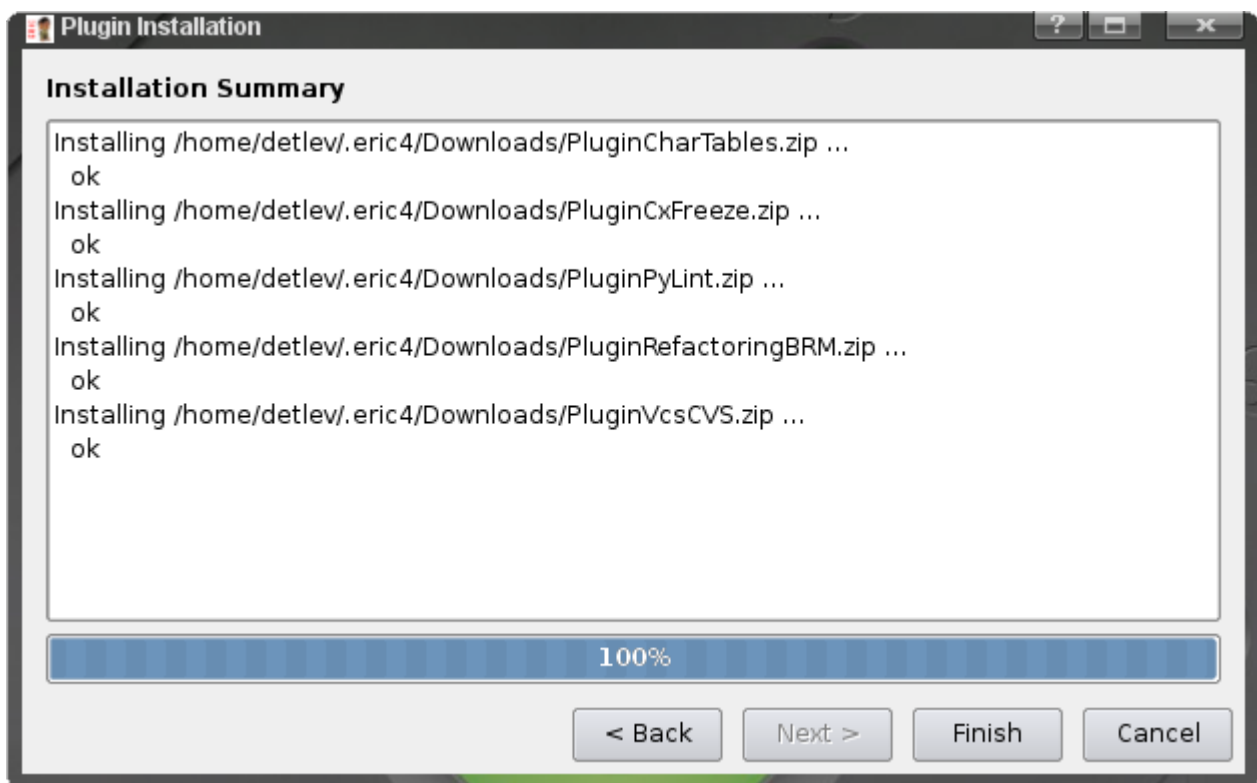 Plugin Installation
Installation Summary
Installing /home/detlev/.eric4/Downloads/PluginCharTables.zip ...
ok
Installing /home/detlev/.eric4/Downloads/PluginCxFreeze.zip ...
ok
Installing /home/detlev/.eric4/Downloads/PluginPyLint.zip ...
ok
Installing /home/detlev/.eric4/Downloads/PluginRefactoringBRM.zip ...
ok
Installing /home/detlev/.eric4/Downloads/PluginVcsCVS.zip ...
ok
100%
< Back Next > Finish Cancel